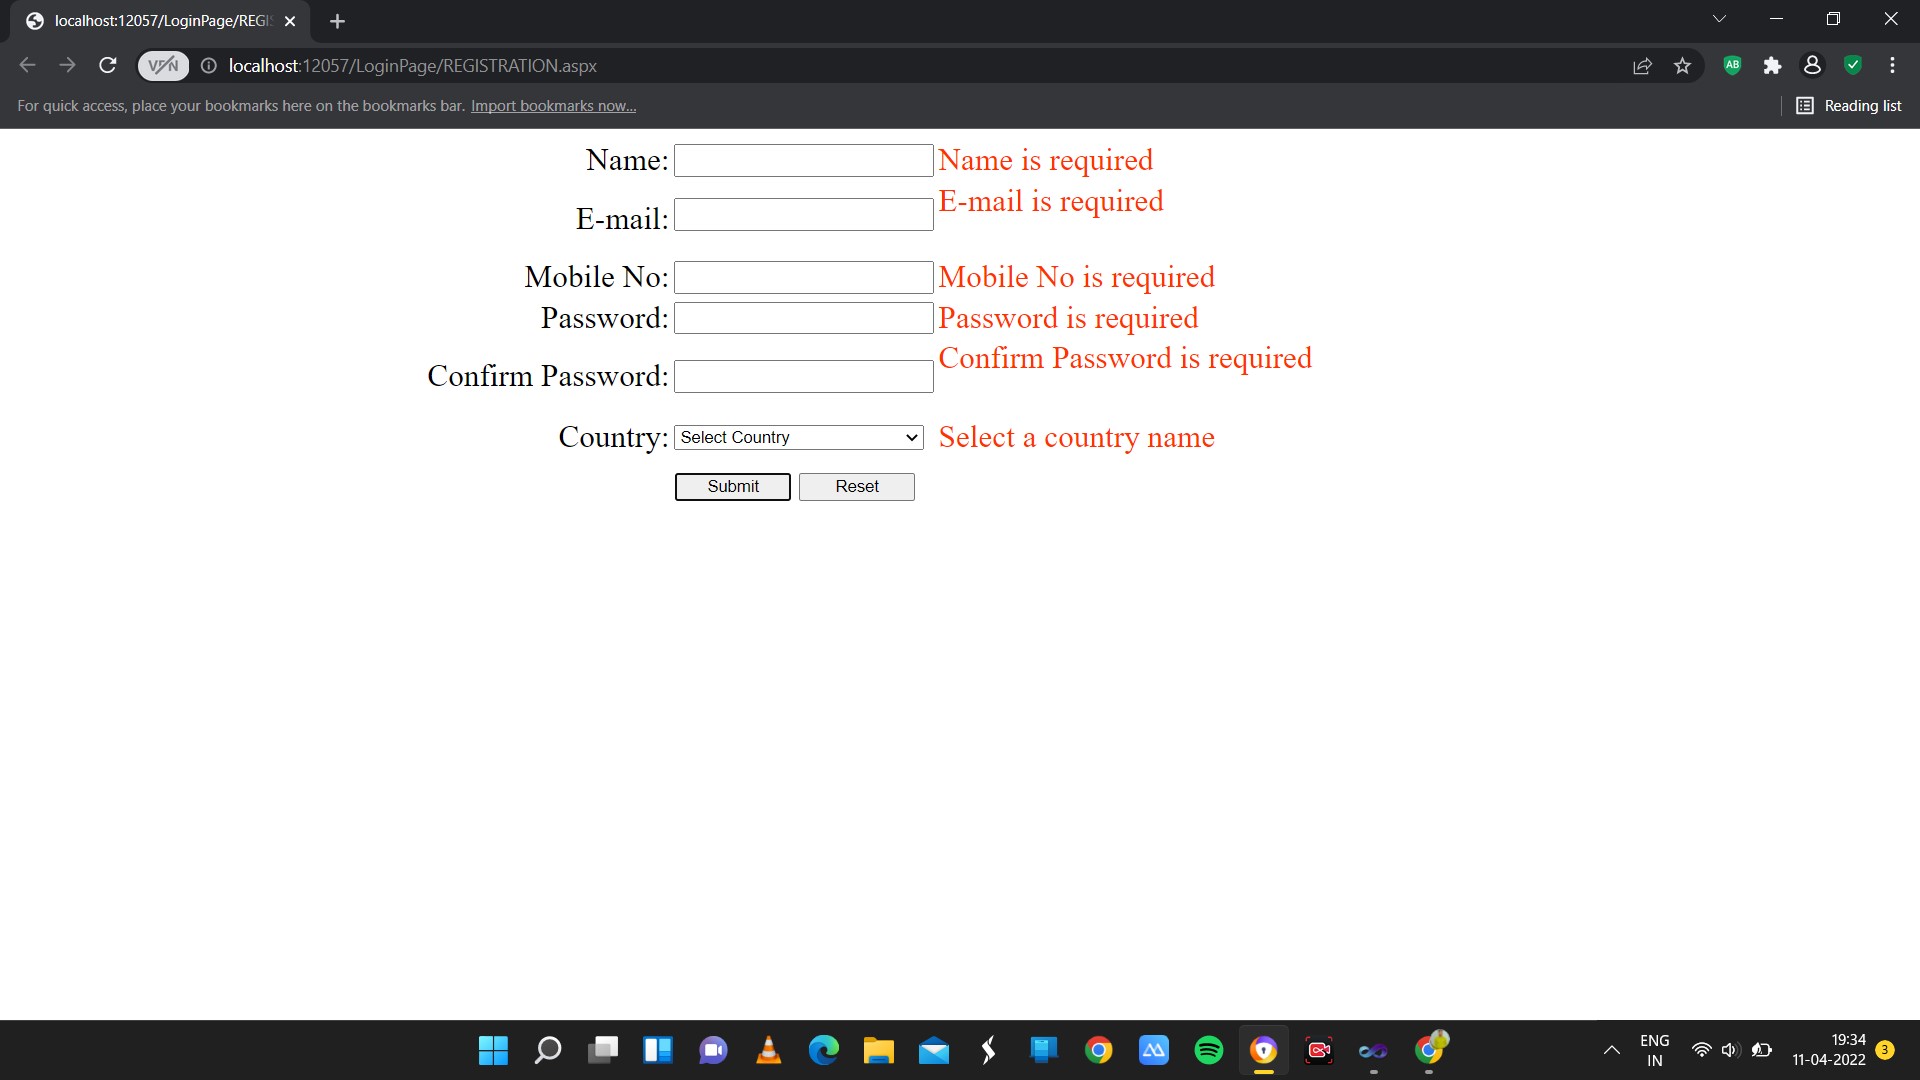 localhost:12057/LoginPage/REGIS
VPN
localhost:12057/LoginPage/REGISTRATION.aspx
AB
For quick access, place your bookmarks here on the bookmarks bar. Import bookmarks now...
Reading list
Name: Name is required
E-mail: E-mail is required
Mobile No: Mobile No is required
Password: Password is required
Confirm Password: Confirm Password is required
Country: Select Country Select a country name
Submit Reset
ENG
IN
19:34
11-04-2022
3